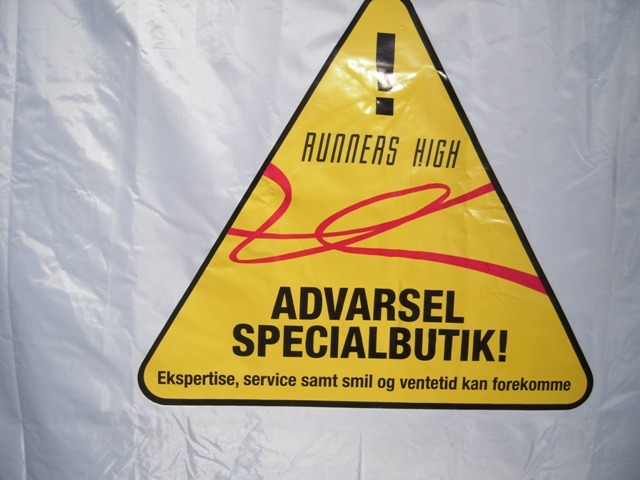 !
RUNNERS HIGH
ADVARSEL
SPECIALBUTIK!
Ekspertise, service samt smil og ventetid kan forekomme